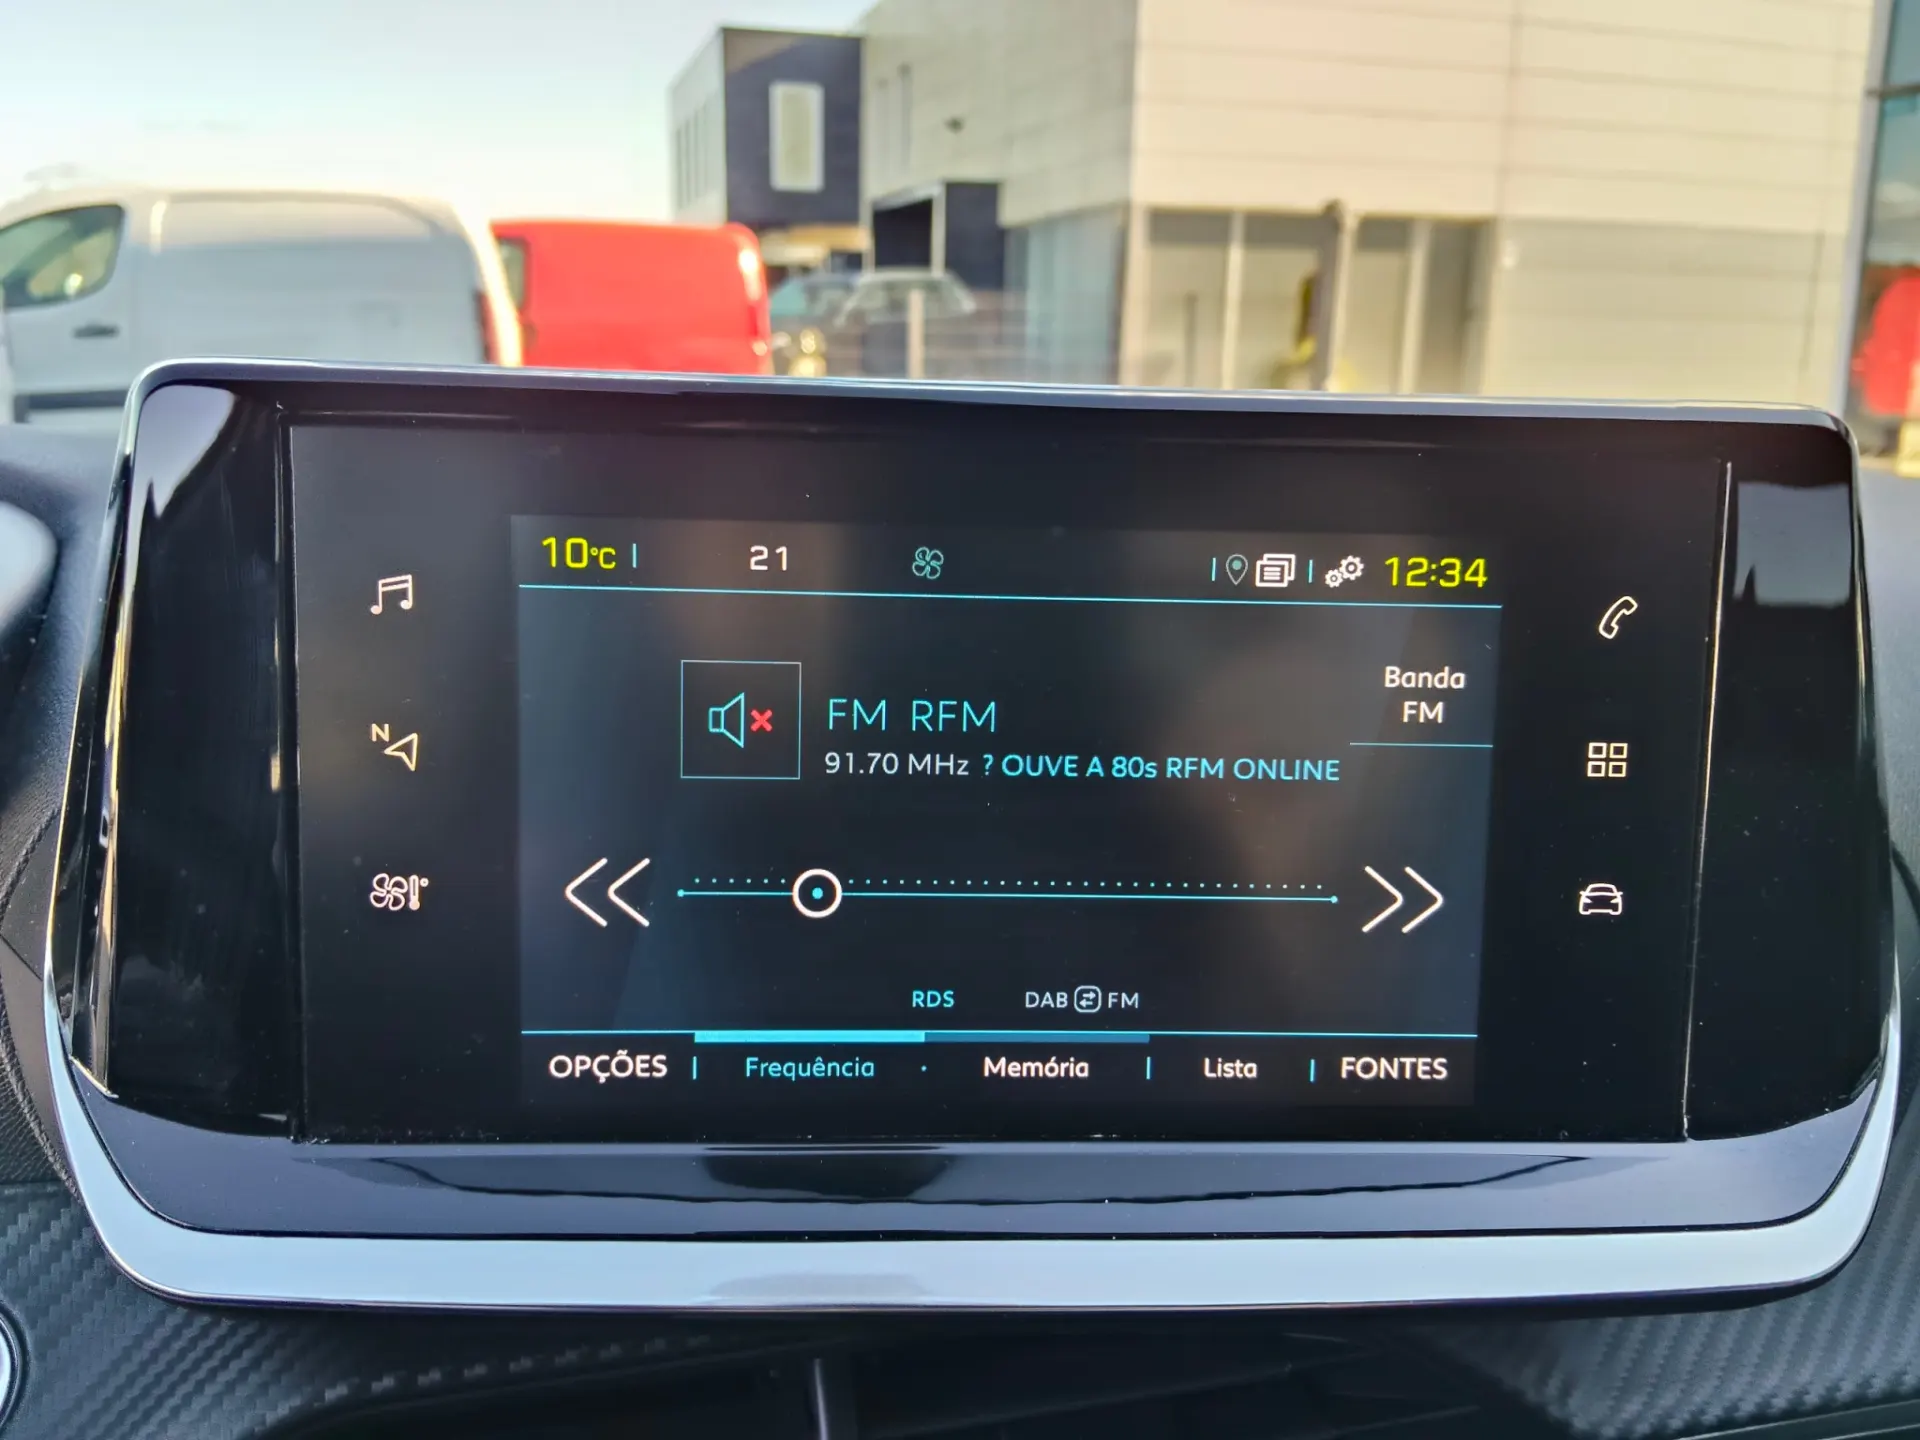 10°C 21 12:34
Banda
FM
FM RFM
91.70 MHz ? OUVE A 80s RFM ONLINE
N
RDS DAB FM
OPÇÕES Frequência Memória Lista FONTES